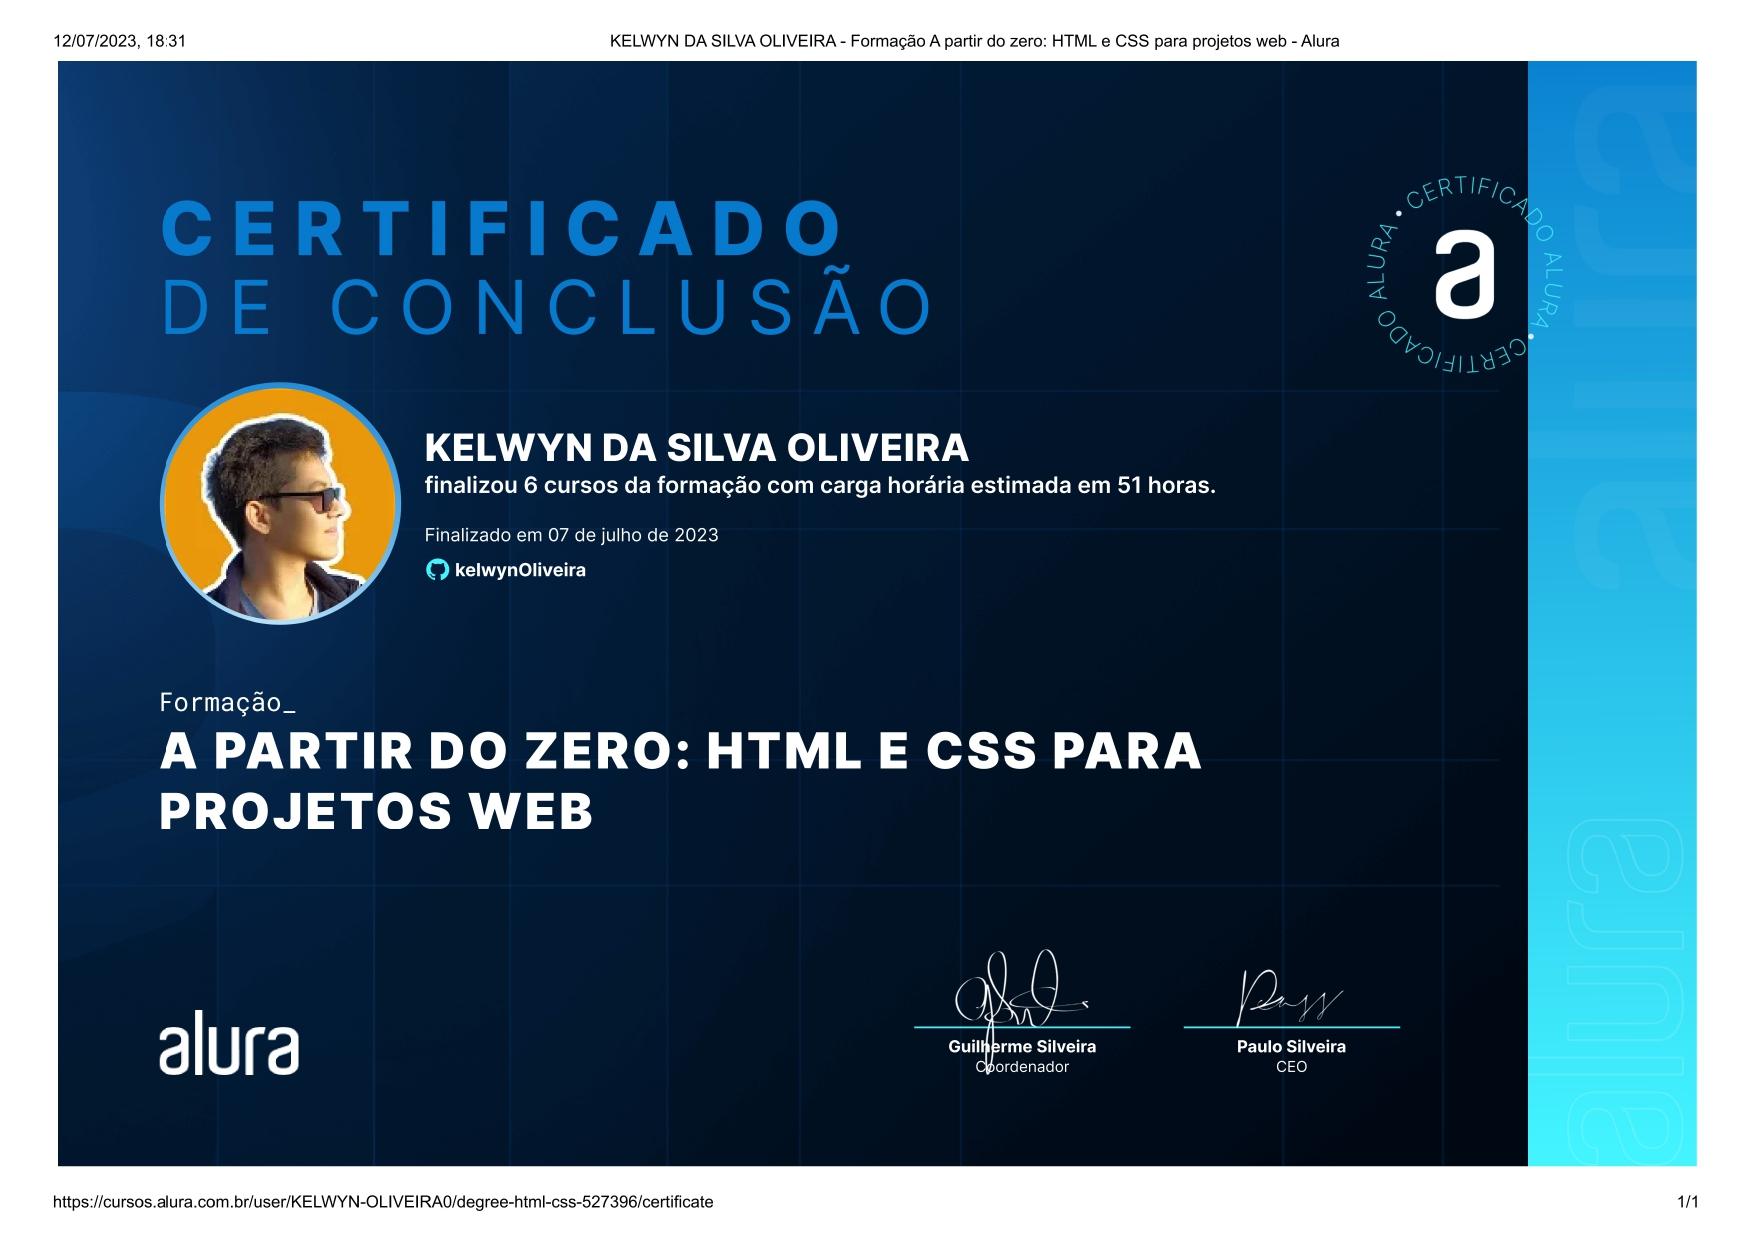 12/07/2023, 18:31
KELWYN DA SILVA OLIVEIRA - Formação A partir do zero: HTML e CSS para projetos web - Alura
CERTIFICADO
DE CONCLUSÃO
CERTIFICADO ALURA • CERTIFICADO ALURA •
a
KELWYN DA SILVA OLIVEIRA
finalizou 6 cursos da formação com carga horária estimada em 51 horas.
Finalizado em 07 de julho de 2023
kelwynOliveira
Formação_
A PARTIR DO ZERO: HTML E CSS PARA
PROJETOS WEB
alura
Guilherme Silveira
Coordenador
Paulo Silveira
CEO
alura
alura
https://cursos.alura.com.br/user/KELWYN-OLIVEIRA0/degree-html-css-527396/certificate
1/1